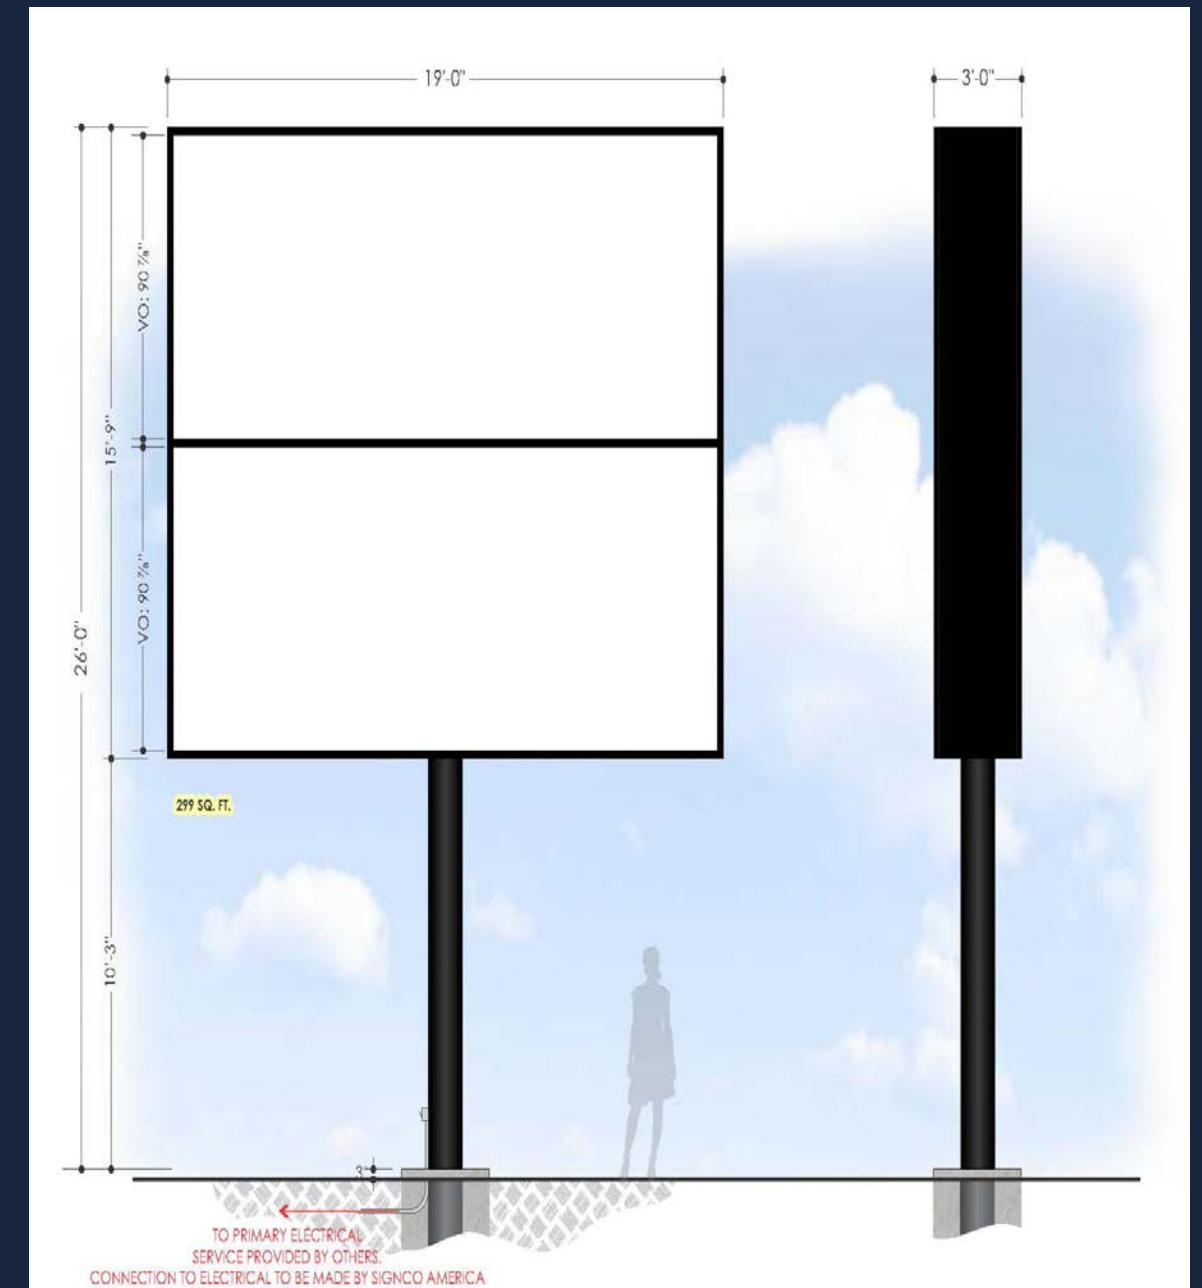 19'-0"
3'-0"
VO: 90 ⅞"
15'-9"
VO: 90 ⅞"
26'-0"
299 SQ. FT.
10'-3"
3"
TO PRIMARY ELECTRICAL
SERVICE PROVIDED BY OTHERS.
CONNECTION TO ELECTRICAL TO BE MADE BY SIGNCO AMERICA